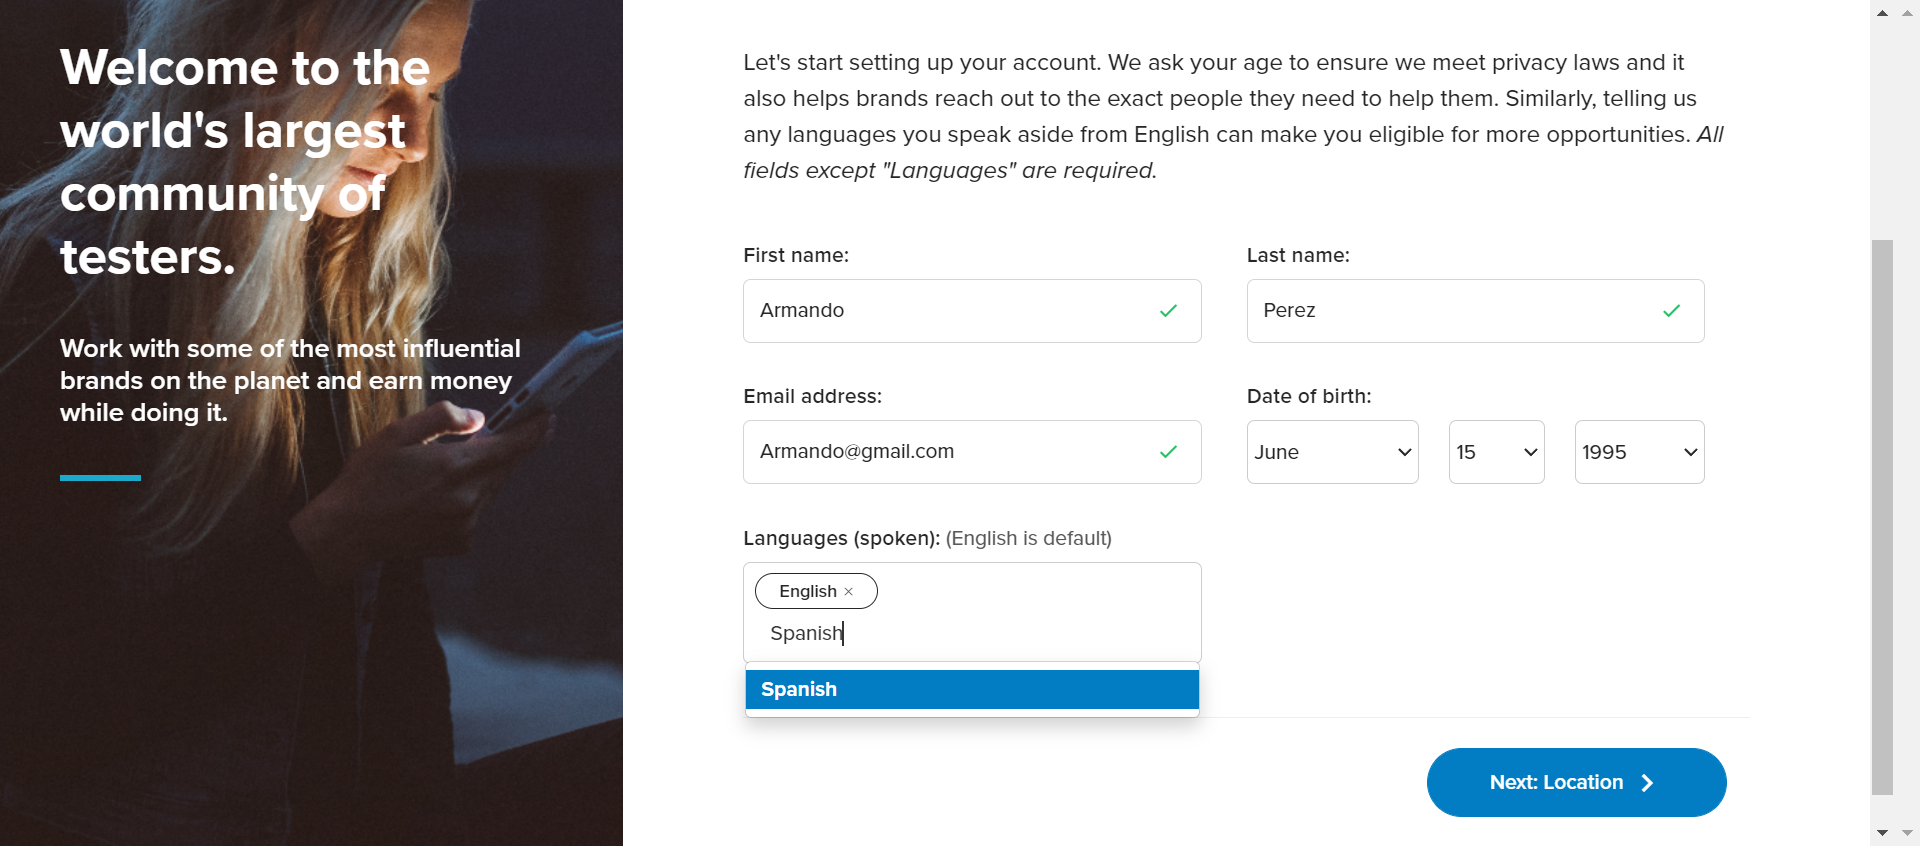 Welcome to the
world's largest
community of
testers.
Work with some of the most influential
brands on the planet and earn money
while doing it.
Let's start setting up your account. We ask your age to ensure we meet privacy laws and it
also helps brands reach out to the exact people they need to help them. Similarly, telling us
any languages you speak aside from English can make you eligible for more opportunities. All
fields except "Languages" are required.
First name:
Last name:
Armando
Perez
Email address:
Date of birth:
Armando@gmail.com
June
15
1995
Languages (spoken): (English is default)
English ×
Spanish
Spanish
Next: Location